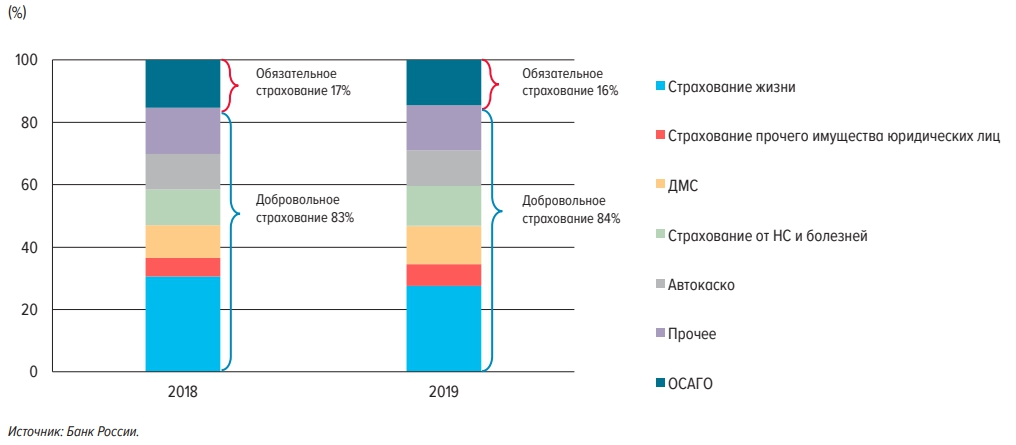 (%)
100
80
60
40
20
0
Обязательное
страхование 17%
Добровольное
страхование 83%
Обязательное
страхование 16%
Добровольное
страхование 84%
2018
2019
Страхование жизни
Страхование прочего имущества юридических лиц
ДМС
Страхование от НС и болезней
Автокаско
Прочее
ОСАГО
Источник: Банк России.